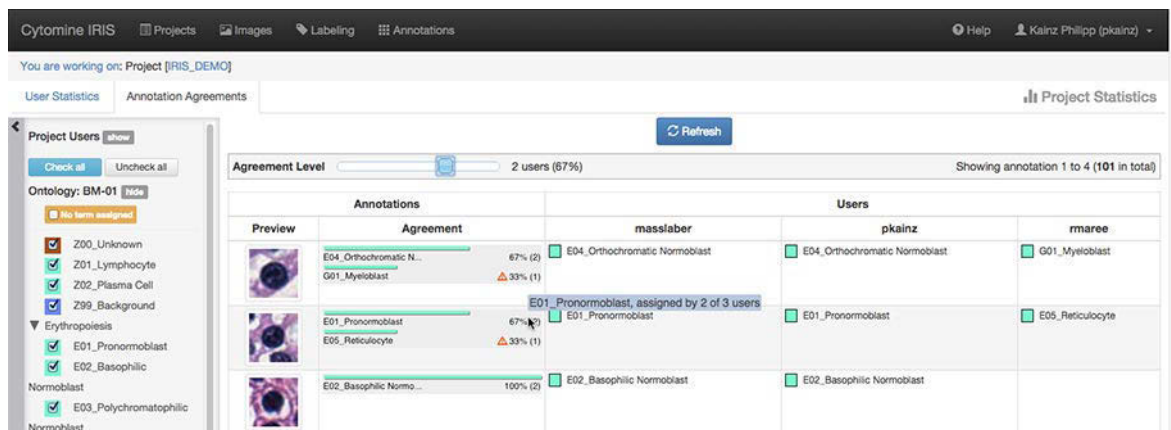 Cytomine IRIS Projects Images Labeling Annotations Help Kainz Philipp (pkainz)
You are working on: Project [IRIS_DEMO]
User Statistics Annotation Agreements Project Statistics
Project Users show
Refresh
Check all Uncheck all
Agreement Level 2 users (67%) Showing annotation 1 to 4 (101 in total)
Ontology: BM-01 hide
No term assigned
Z00_Unknown
Z01_Lymphocyte
Z02_Plasma Cell
Z99_Background
Erythropoiesis
E01_Pronormoblast
E02_Basophilic
Normoblast
E03_Polychromatophilic
Normoblast
Annotations Users
Preview Agreement masslaber pkainz rmaree
E04_Orthochromatic N... 67% (2) E04_Orthochromatic Normoblast E04_Orthochromatic Normoblast G01_Myeloblast
G01_Myeloblast 33% (1)
E01_Pronormoblast, assigned by 2 of 3 users
E01_Pronormoblast 67% (2) E01_Pronormoblast E01_Pronormoblast E05_Reticulocyte
E05_Reticulocyte 33% (1)
E02_Basophilic Normo... 100% (2) E02_Basophilic Normoblast E02_Basophilic Normoblast